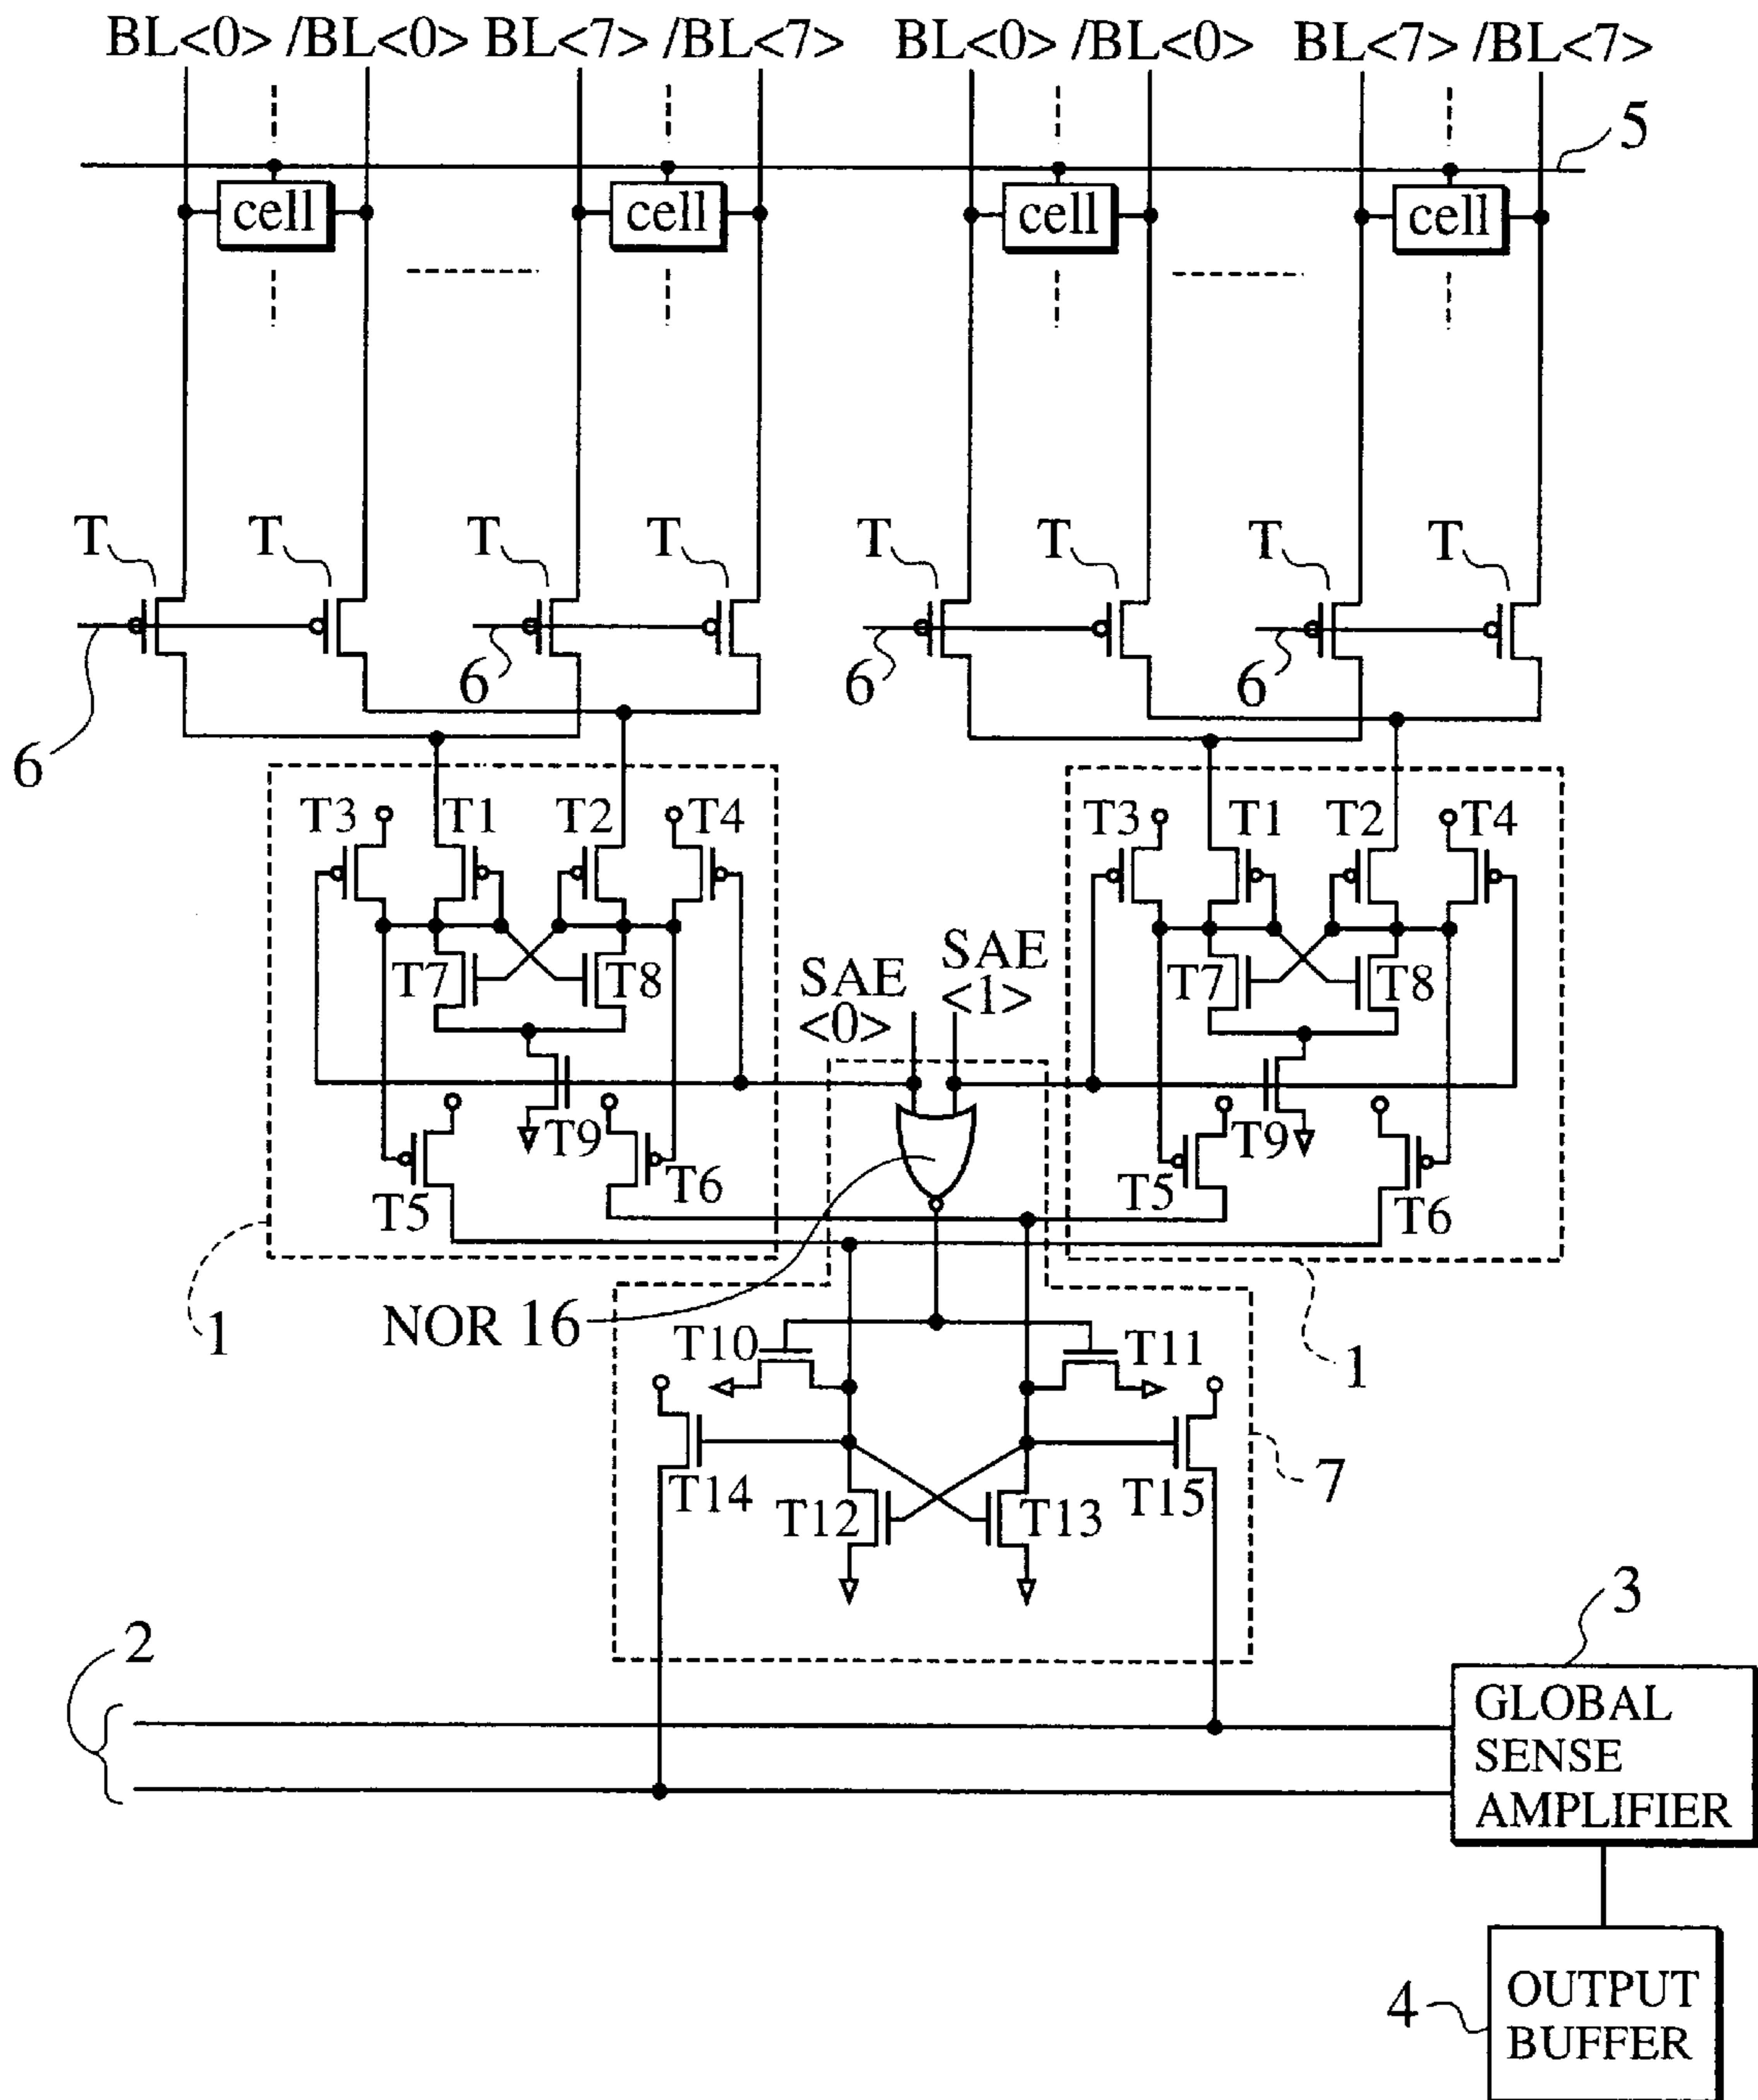 BL<0> /BL<0> BL<7> /BL<7> BL<0> /BL<0> BL<7> /BL<7>
5
cell cell cell cell
T T T T T T T T
6 6 6 6
6
T3 T1 T2 T4 T3 T1 T2 T4
T7 T8 T7 T8
SAE
<0>
SAE
<1>
T9 T9
T5 T6 T5 T6
1
NOR 16
1
T10 T11
T14 T12 T13 T15
7
2
3
GLOBAL
SENSE
AMPLIFIER
4
OUTPUT
BUFFER